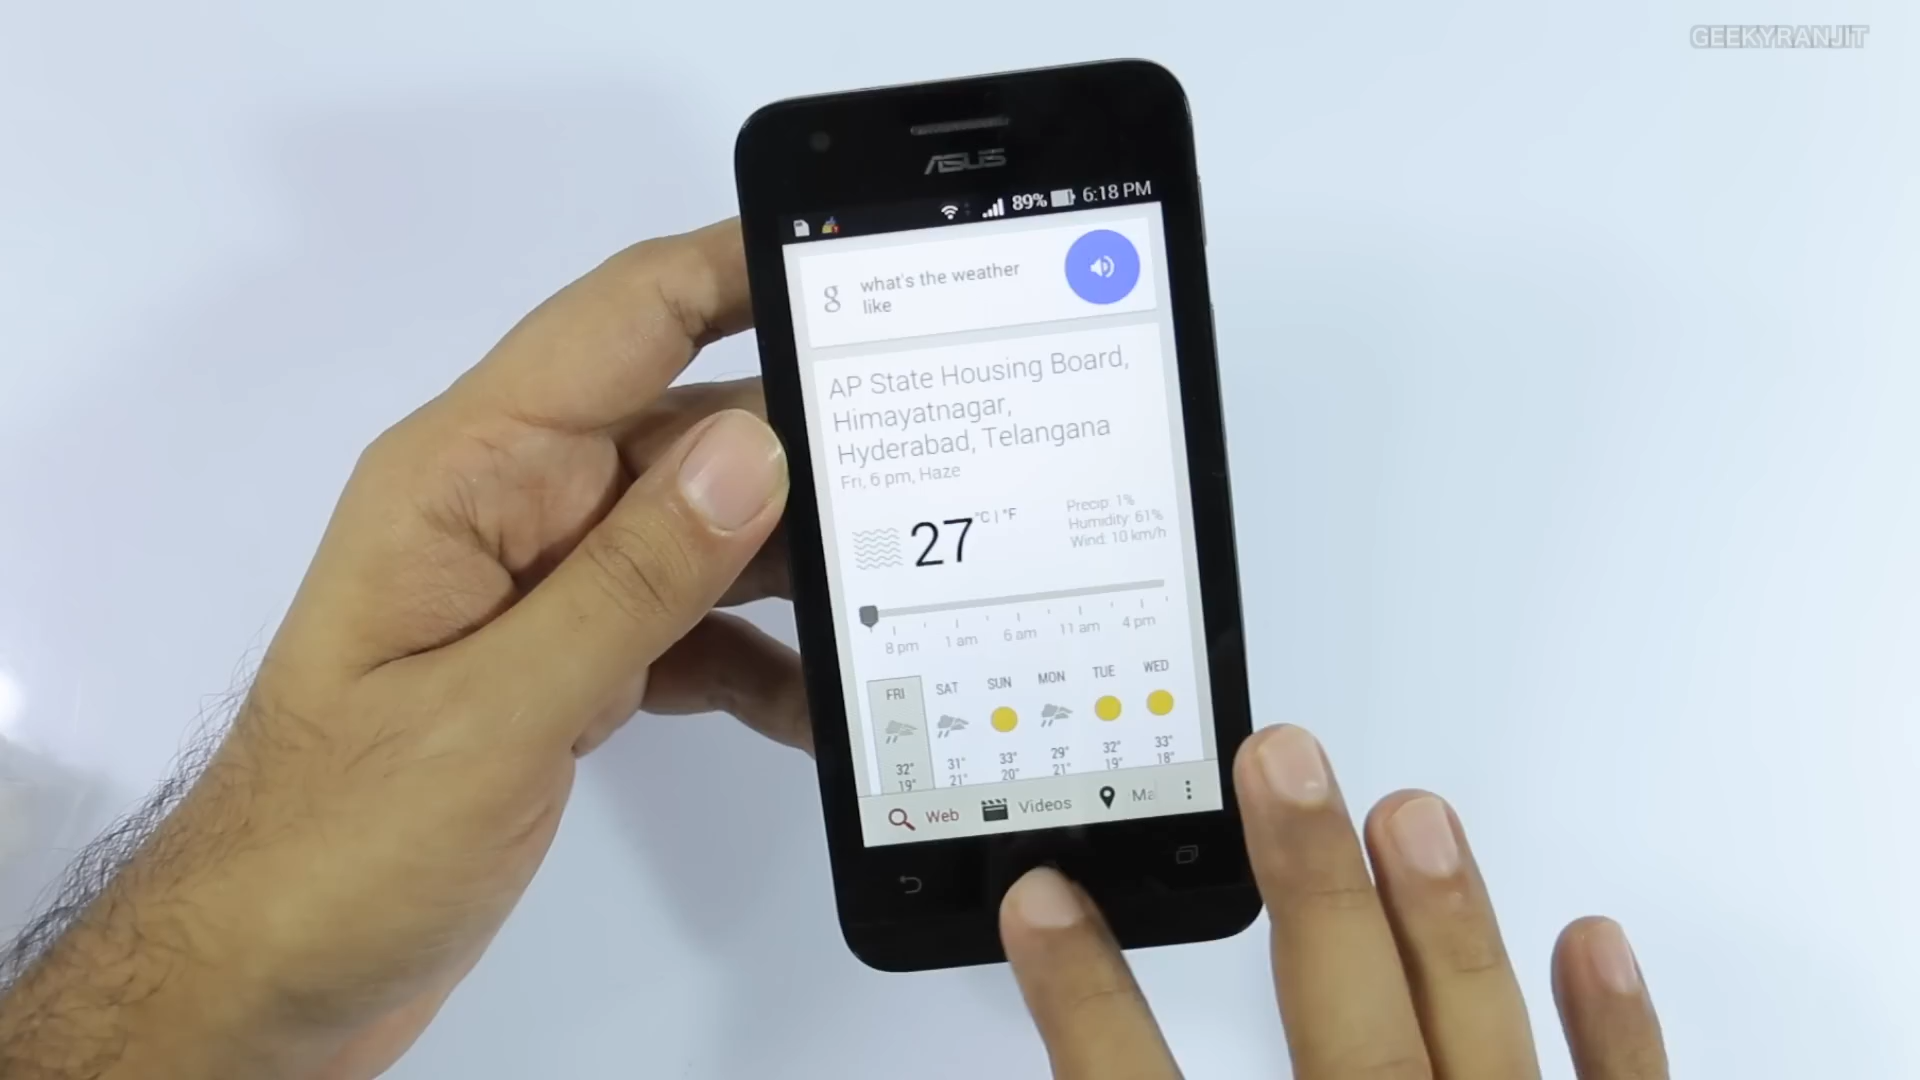 GEEKYRANJIT
ASUS
89% 6:18 PM
g what's the weather
like
AP State Housing Board,
Himayatnagar,
Hyderabad, Telangana
Fri, 6 pm, Haze
27 °C | °F
Precip: 1%
Humidity: 61%
Wind: 10 km/h
8 pm 1 am 6 am 11 am 4 pm
FRI SAT SUN MON TUE WED
32° 31° 33° 29° 32° 33°
19° 21° 20° 21° 19° 18°
Web Videos Ma